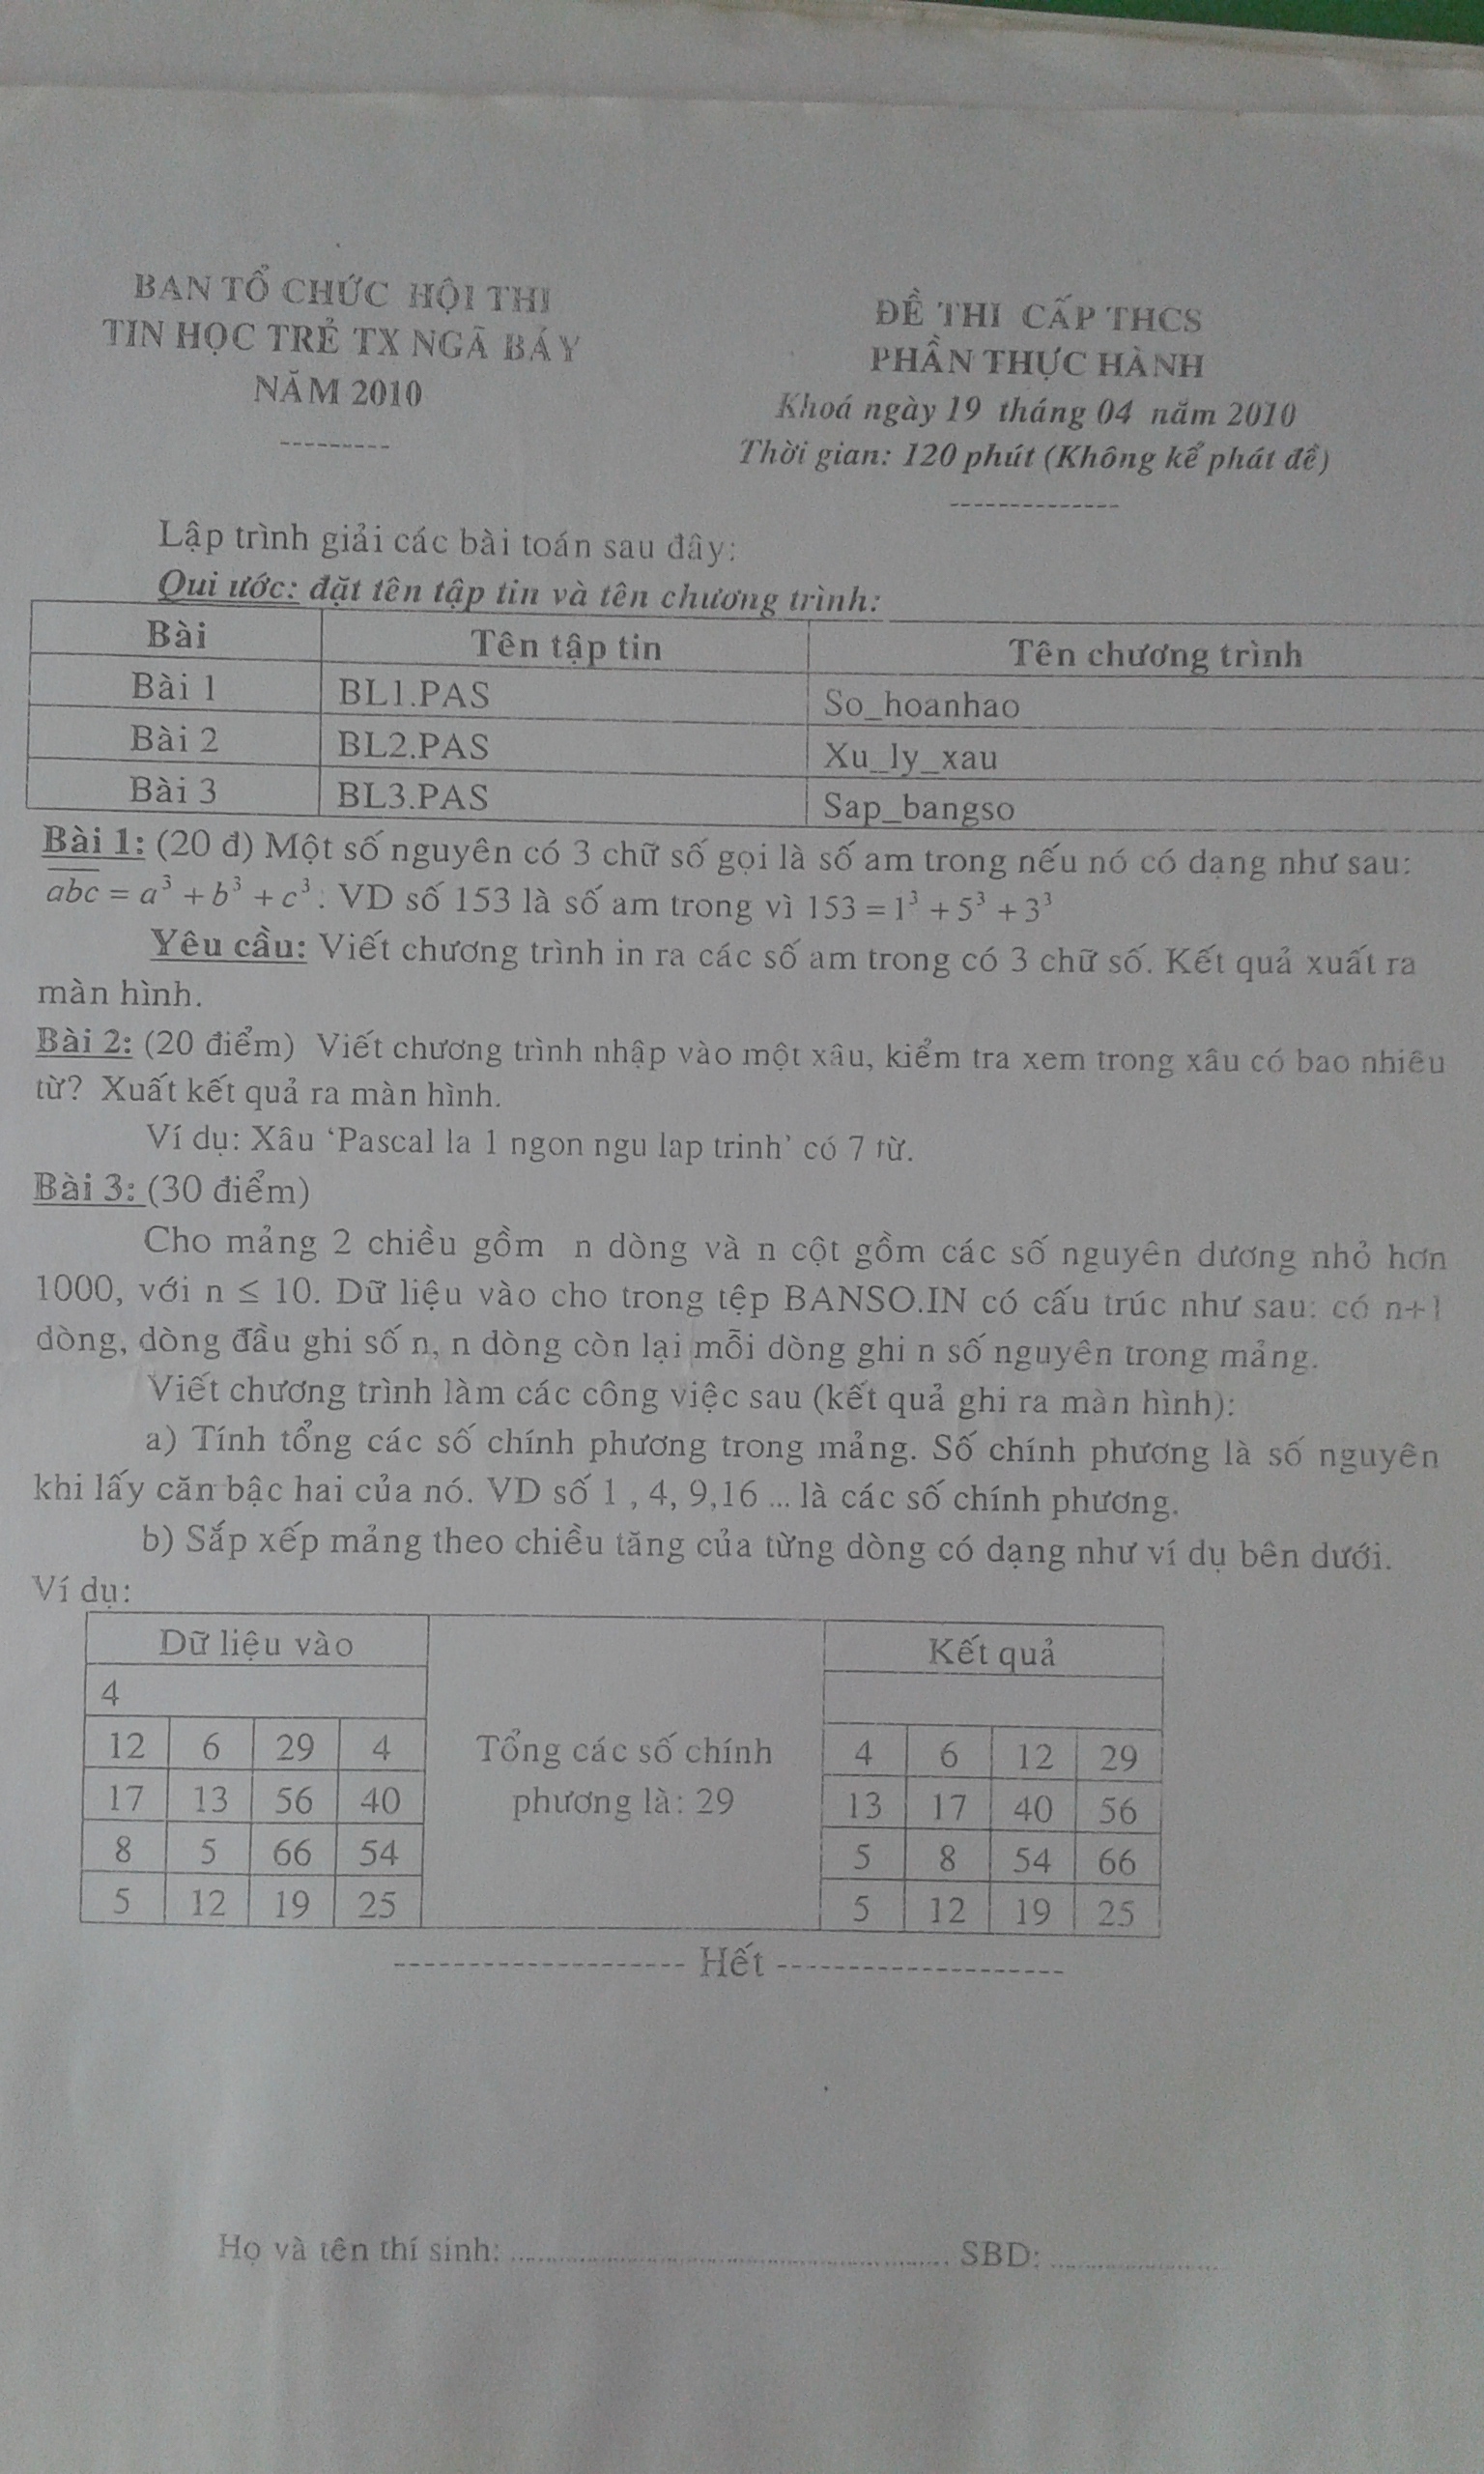 BAN TỔ CHỨC HỘI THI
TIN HỌC TRẺ TX NGÃ BẢY
NĂM 2010
---------
ĐỀ THI CẤP THCS
PHẦN THỰC HÀNH
Khoá ngày 19 tháng 04 năm 2010
Thời gian: 120 phút (Không kể phát đề)
--------------
Lập trình giải các bài toán sau đây:
Qui ước: đặt tên tập tin và tên chương trình:
Bài Tên tập tin Tên chương trình
Bài 1 BL1.PAS So_hoanhao
Bài 2 BL2.PAS Xu_ly_xau
Bài 3 BL3.PAS Sap_bangso
Bài 1: (20 đ) Một số nguyên có 3 chữ số gọi là số am trong nếu nó có dạng như sau:
abc = a³ + b³ + c³. VD số 153 là số am trong vì 153 = 1³ + 5³ + 3³
Yêu cầu: Viết chương trình in ra các số am trong có 3 chữ số. Kết quả xuất ra
màn hình.
Bài 2: (20 điểm) Viết chương trình nhập vào một xâu, kiểm tra xem trong xâu có bao nhiêu
từ? Xuất kết quả ra màn hình.
Ví dụ: Xâu ‘Pascal la 1 ngon ngu lap trinh’ có 7 từ.
Bài 3: (30 điểm)
Cho mảng 2 chiều gồm n dòng và n cột gồm các số nguyên dương nhỏ hơn
1000, với n ≤ 10. Dữ liệu vào cho trong tệp BANSO.IN có cấu trúc như sau: có n+1
dòng, dòng đầu ghi số n, n dòng còn lại mỗi dòng ghi n số nguyên trong mảng.
Viết chương trình làm các công việc sau (kết quả ghi ra màn hình):
a) Tính tổng các số chính phương trong mảng. Số chính phương là số nguyên
khi lấy căn bậc hai của nó. VD số 1 , 4, 9,16 ... là các số chính phương.
b) Sắp xếp mảng theo chiều tăng của từng dòng có dạng như ví dụ bên dưới.
Ví dụ:
Dữ liệu vào Kết quả
4
12 6 29 4 Tổng các số chính 4 6 12 29
17 13 56 40 phương là: 29 13 17 40 56
8 5 66 54 5 8 54 66
5 12 19 25 5 12 19 25
-------------------- Hết --------------------
Họ và tên thí sinh: ............................................ SBD: .................